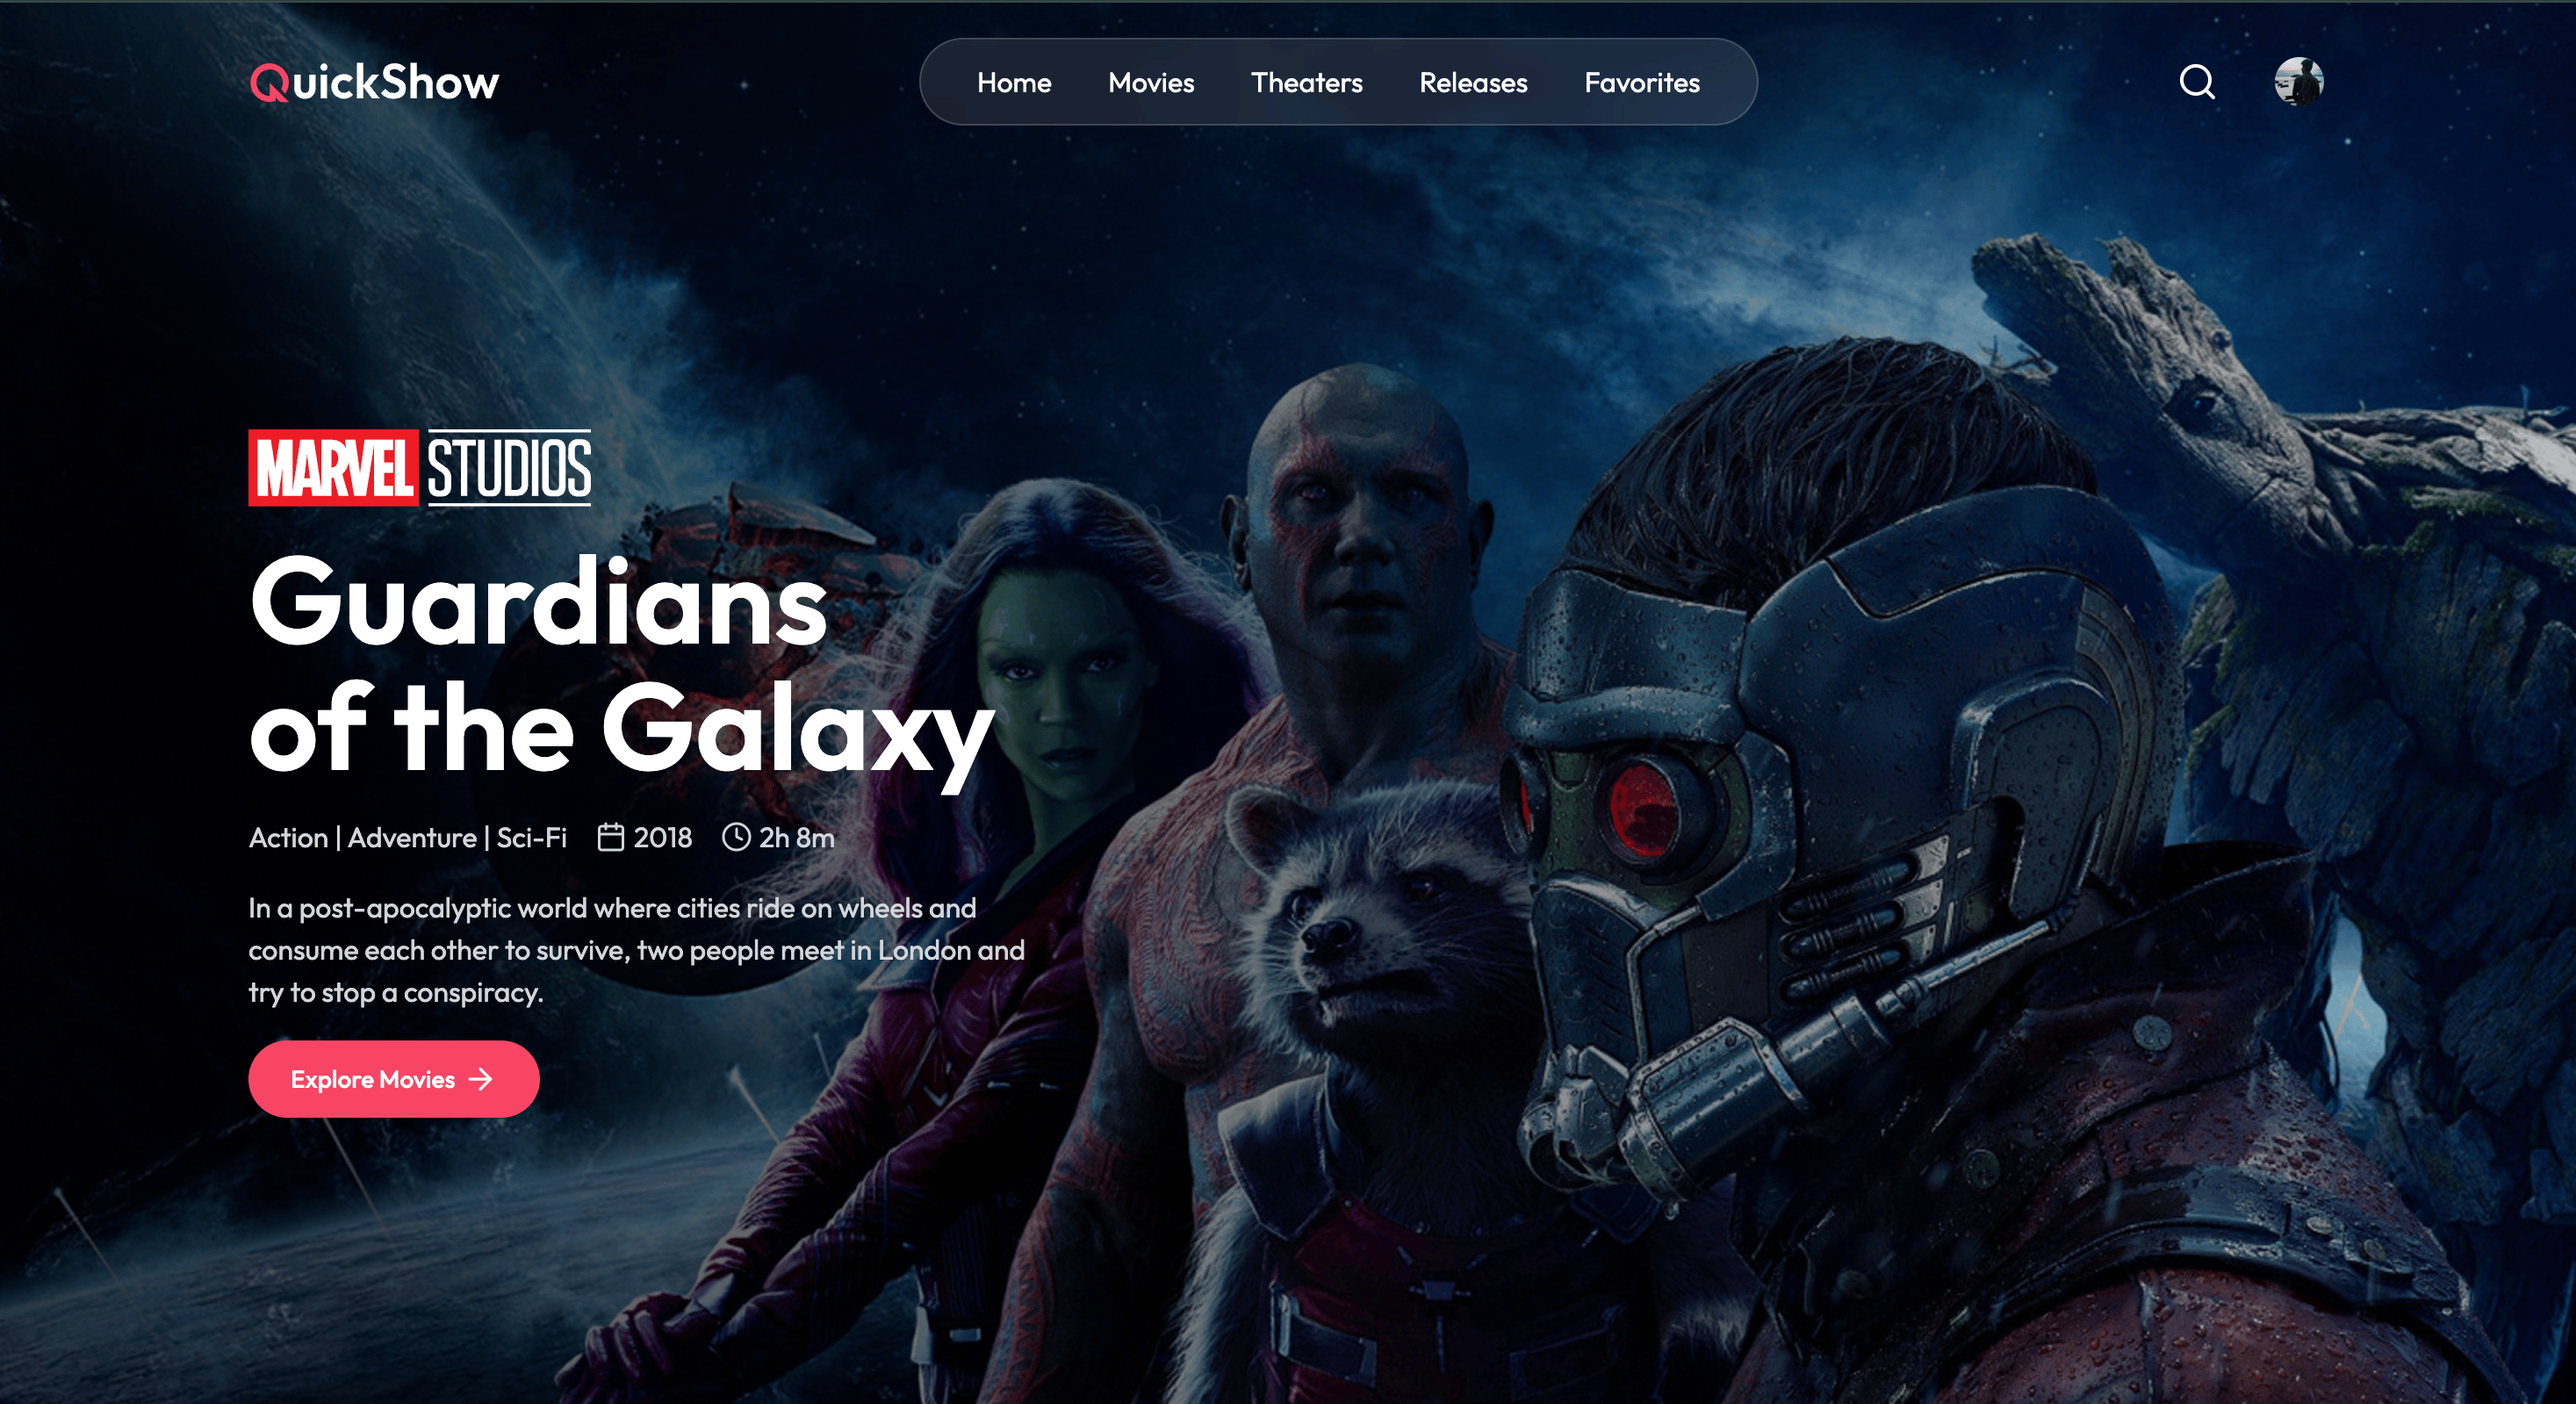 QuickShow
Home Movies Theaters Releases Favorites
MARVEL STUDIOS
Guardians
of the Galaxy
Action | Adventure | Sci-Fi 2018 2h 8m
In a post-apocalyptic world where cities ride on wheels and
consume each other to survive, two people meet in London and
try to stop a conspiracy.
Explore Movies →